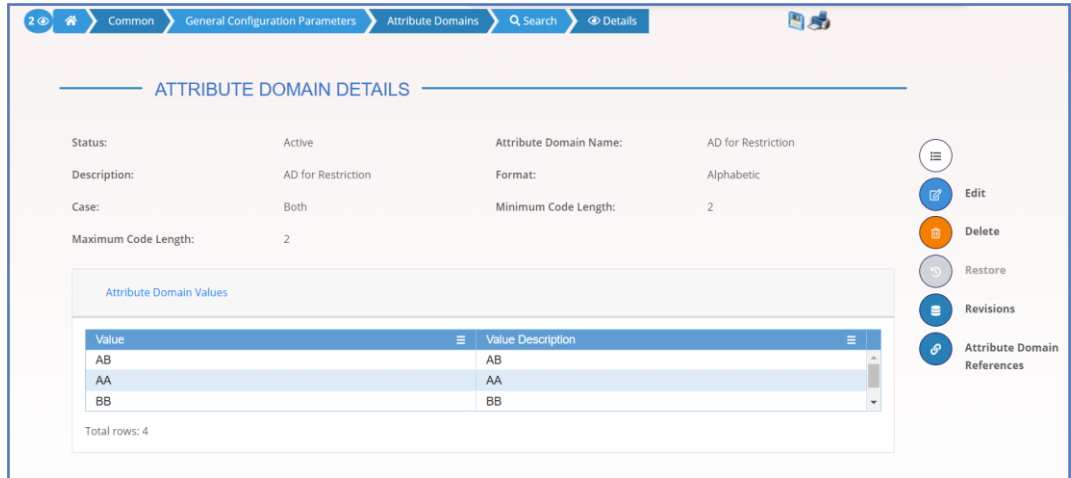 2 Common General Configuration Parameters Attribute Domains Search Details
ATTRIBUTE DOMAIN DETAILS
Status: Active Attribute Domain Name: AD for Restriction
Description: AD for Restriction Format: Alphabetic
Case: Both Minimum Code Length: 2
Maximum Code Length: 2
Attribute Domain Values
Value Value Description
AB AB
AA AA
BB BB
Total rows: 4
Edit
Delete
Restore
Revisions
Attribute Domain
References